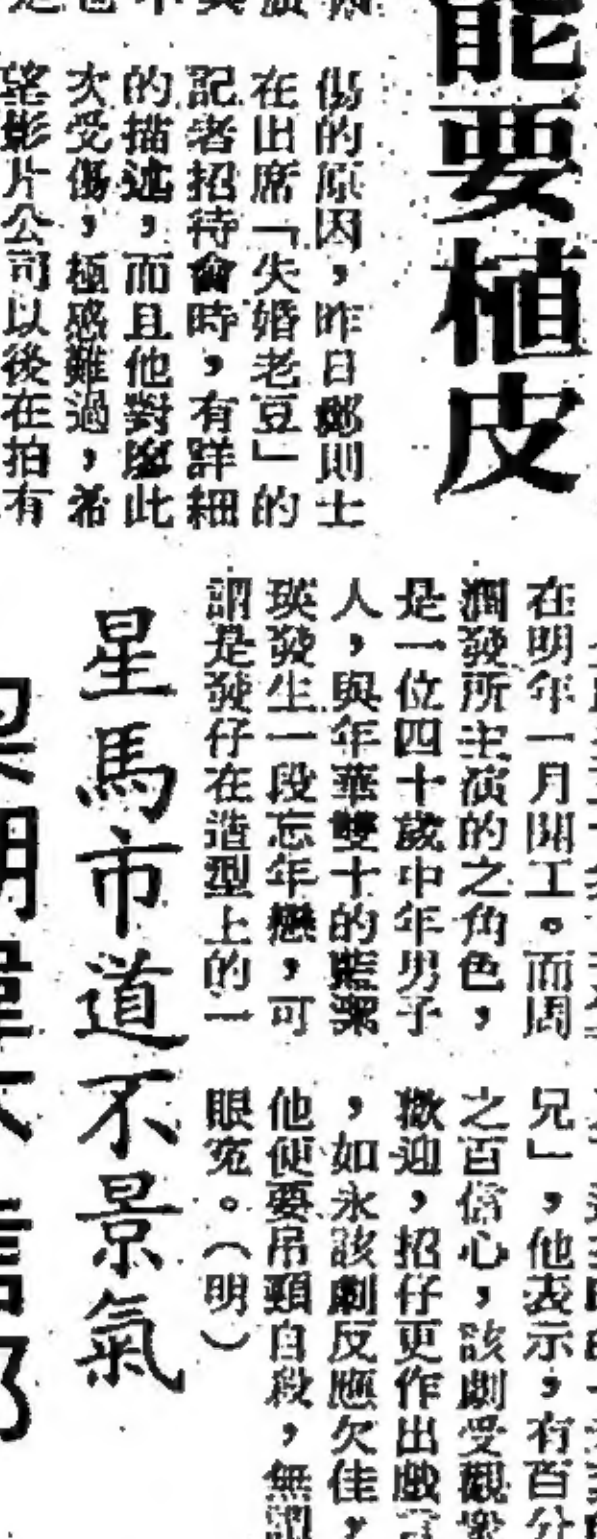 能要植皮
傷的原因，昨日鄭則士
在出席「失婚老豆」的
記者招待會時，有詳細
的描述，而且他對隊此
次受傷，極感難過，希
望影片公司以後在拍有
在明年一月開工。而周
潤發所主演的之角色，
是一位四十歲中年男子
人，與年華雙十的藍潔
瑛發生一段忘年戀，可
謂是發仔在造型上的一
兄」，他表示，有百分
之百信心，該劇受觀眾
歡迎，招仔更作出戲言
，如永該劇反應欠佳，
他便要吊頸自殺，無謂
眼宛。（明）
星馬市道不景氣